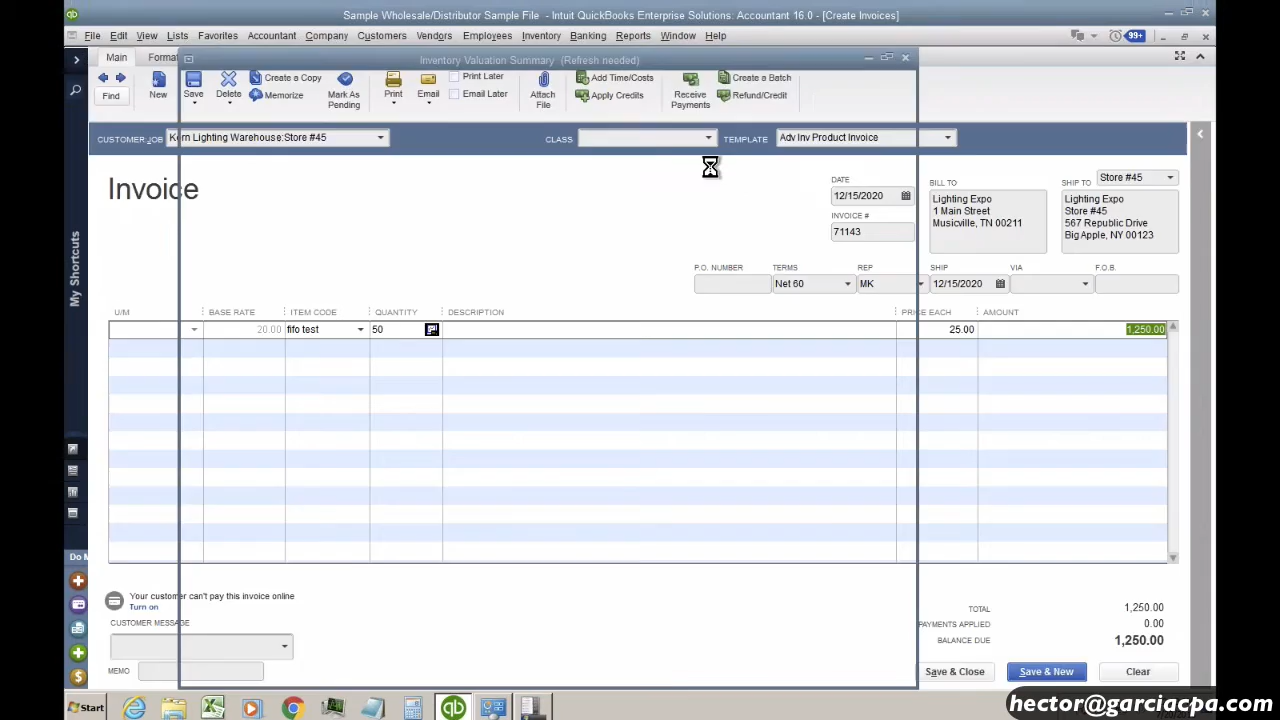 Sample Wholesale/Distributor Sample File - Intuit QuickBooks Enterprise Solutions: Accountant 16.0 - [Create Invoices]
File Edit View Lists Favorites Accountant Company Customers Vendors Employees Inventory Banking Reports Window Help 99+
Main Format
Inventory Valuation Summary (Refresh needed)
Find New Save Delete Create a Copy Memorize Mark As Pending Print Email Print Later Email Later Attach File Add Time/Costs Apply Credits Receive Payments Create a Batch Refund/Credit
CUSTOMER:JOB Kern Lighting Warehouse:Store #45 CLASS TEMPLATE Adv Inv Product Invoice
My Shortcuts
Invoice
DATE
12/15/2020
INVOICE #
71143
BILL TO
Lighting Expo
1 Main Street
Musicville, TN 00211
SHIP TO Store #45
Lighting Expo
Store #45
567 Republic Drive
Big Apple, NY 00123
P.O. NUMBER TERMS REP SHIP VIA F.O.B.
Net 60 MK 12/15/2020
U/M BASE RATE ITEM CODE QUANTITY DESCRIPTION PRICE EACH AMOUNT
20.00 fifo test 50 25.00 1,250.00
Do M
Your customer can't pay this invoice online
Turn on
CUSTOMER MESSAGE
MEMO
TOTAL 1,250.00
PAYMENTS APPLIED 0.00
BALANCE DUE 1,250.00
Save & Close Save & New Clear
Start
hector@garciacpa.com